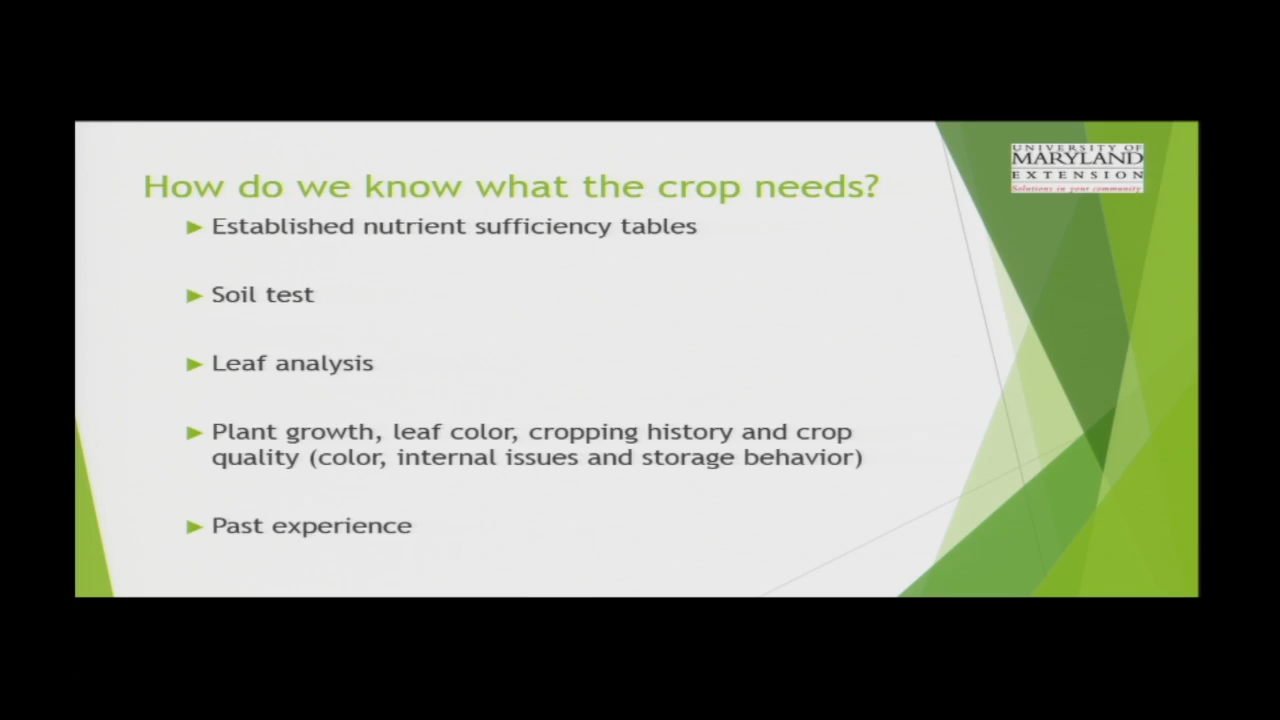 UNIVERSITY OF
MARYLAND
EXTENSION
Solutions in your community
How do we know what the crop needs?
Established nutrient sufficiency tables
Soil test
Leaf analysis
Plant growth, leaf color, cropping history and crop
quality (color, internal issues and storage behavior)
Past experience